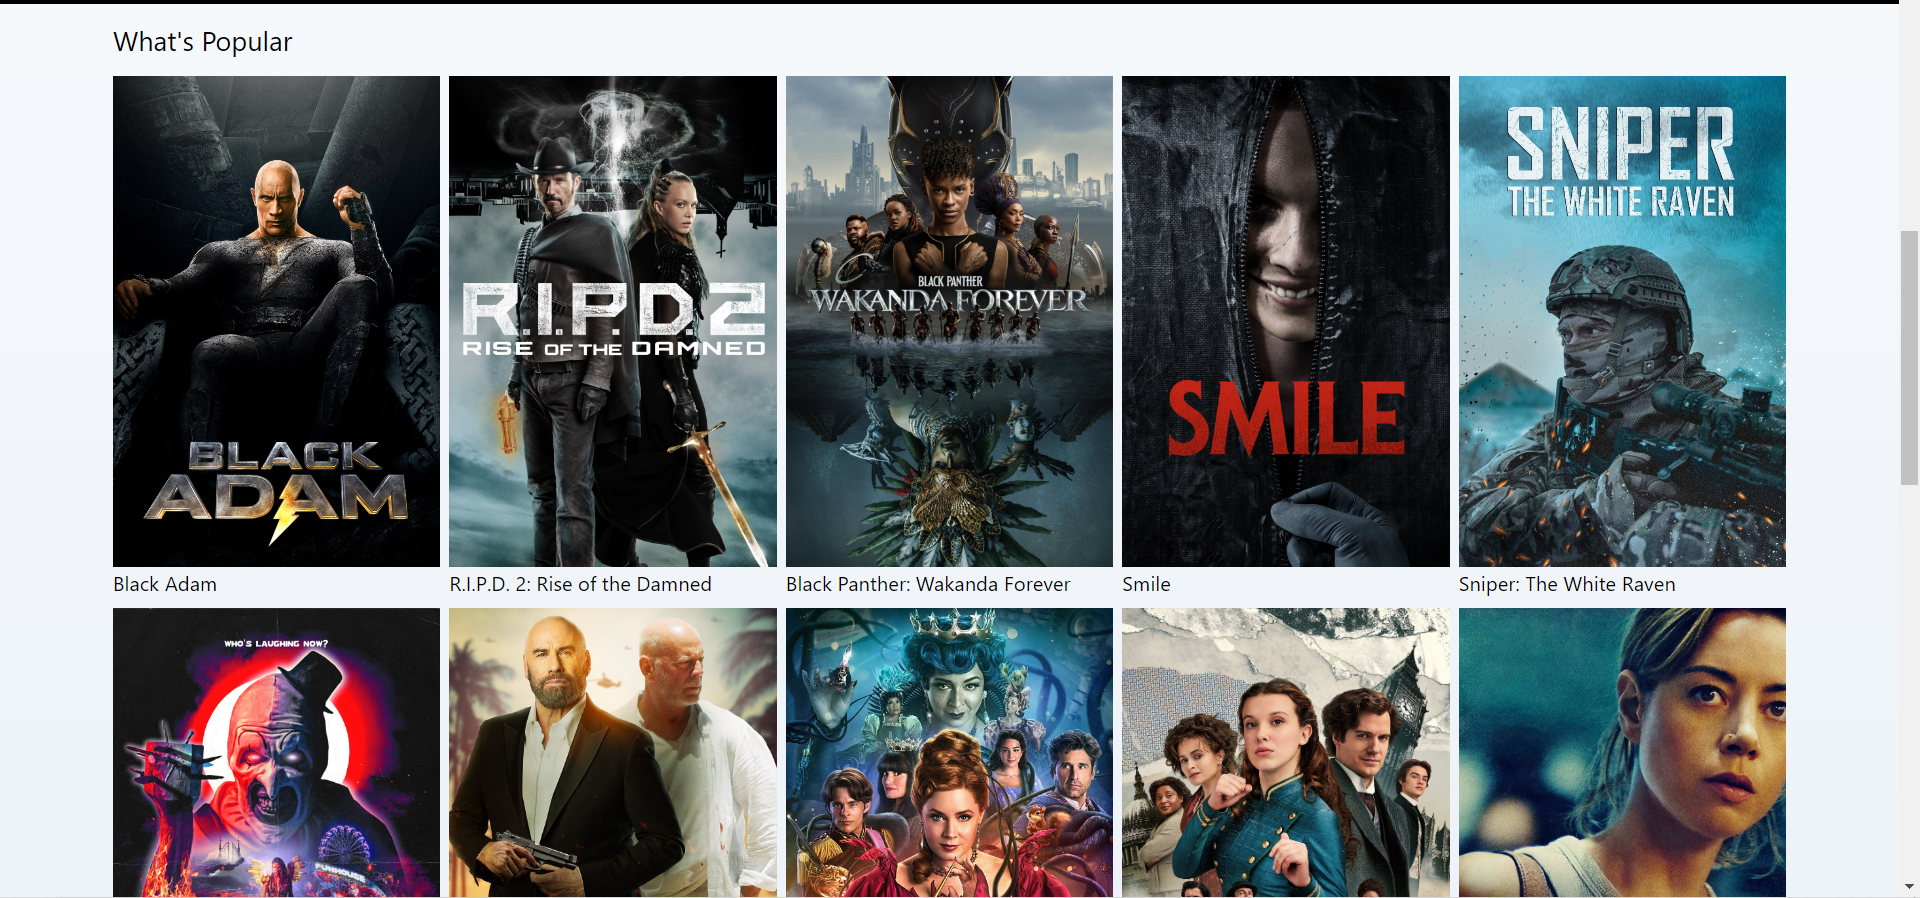 What's Popular
BLACK
ADAM
R.I.P.D.2
RISE OF THE DAMNED
BLACK PANTHER
WAKANDA FOREVER
SMILE
SNIPER
THE WHITE RAVEN
Black Adam
R.I.P.D. 2: Rise of the Damned
Black Panther: Wakanda Forever
Smile
Sniper: The White Raven
WHO'S LAUGHING NOW?
FUNHOUSE